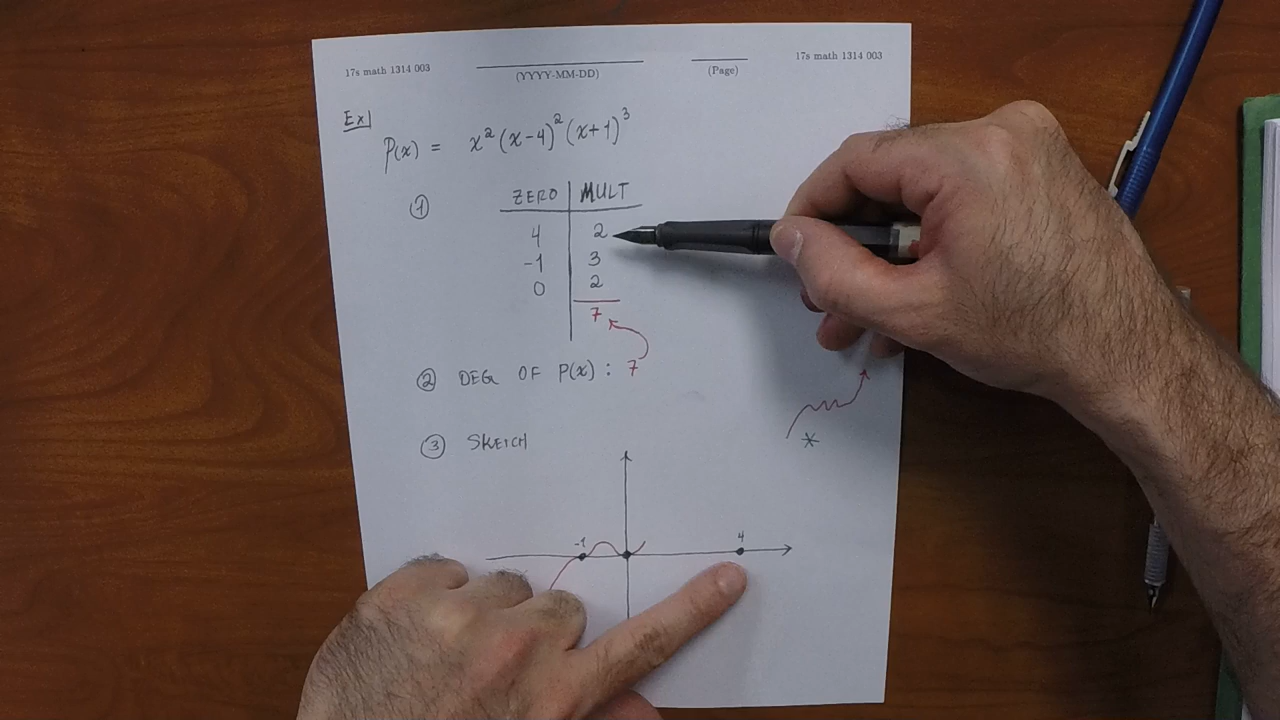 17s math 1314 003
(YYYY-MM-DD)
(Page)
17s math 1314 003
Ex1
P(x) = x²(x-4)²(x+1)³
① ZERO MULT
4 2
-1 3
0 2
7
② DEG OF P(x): 7
③ SKETCH
*
-1 4